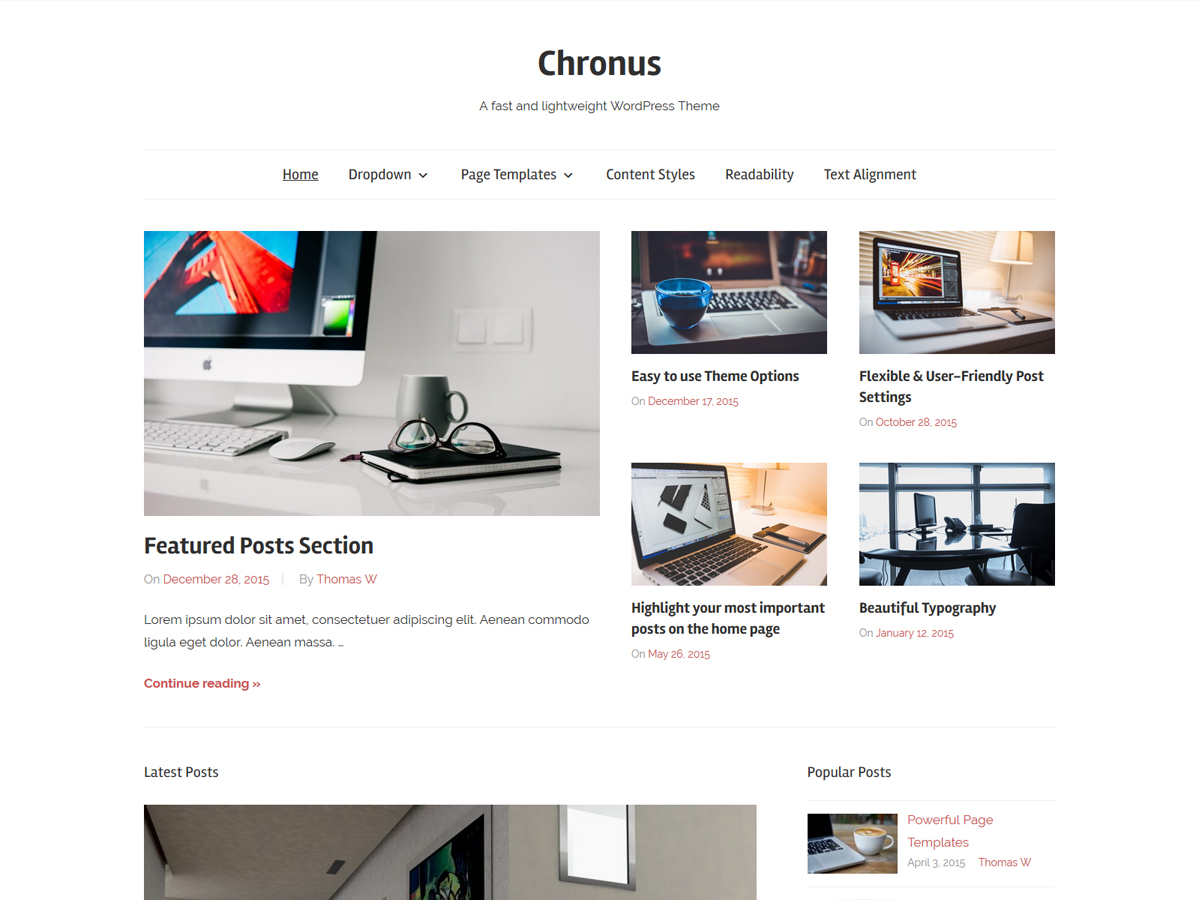 Chronus
A fast and lightweight WordPress Theme
Home
Dropdown
Page Templates
Content Styles
Readability
Text Alignment
Featured Posts Section
On December 28, 2015
By Thomas W
Lorem ipsum dolor sit amet, consectetuer adipiscing elit. Aenean commodo
ligula eget dolor. Aenean massa. …
Continue reading »
Easy to use Theme Options
On December 17, 2015
Flexible & User-Friendly Post
Settings
On October 28, 2015
Highlight your most important
posts on the home page
On May 26, 2015
Beautiful Typography
On January 12, 2015
Latest Posts
Popular Posts
Powerful Page
Templates
April 3, 2015
Thomas W